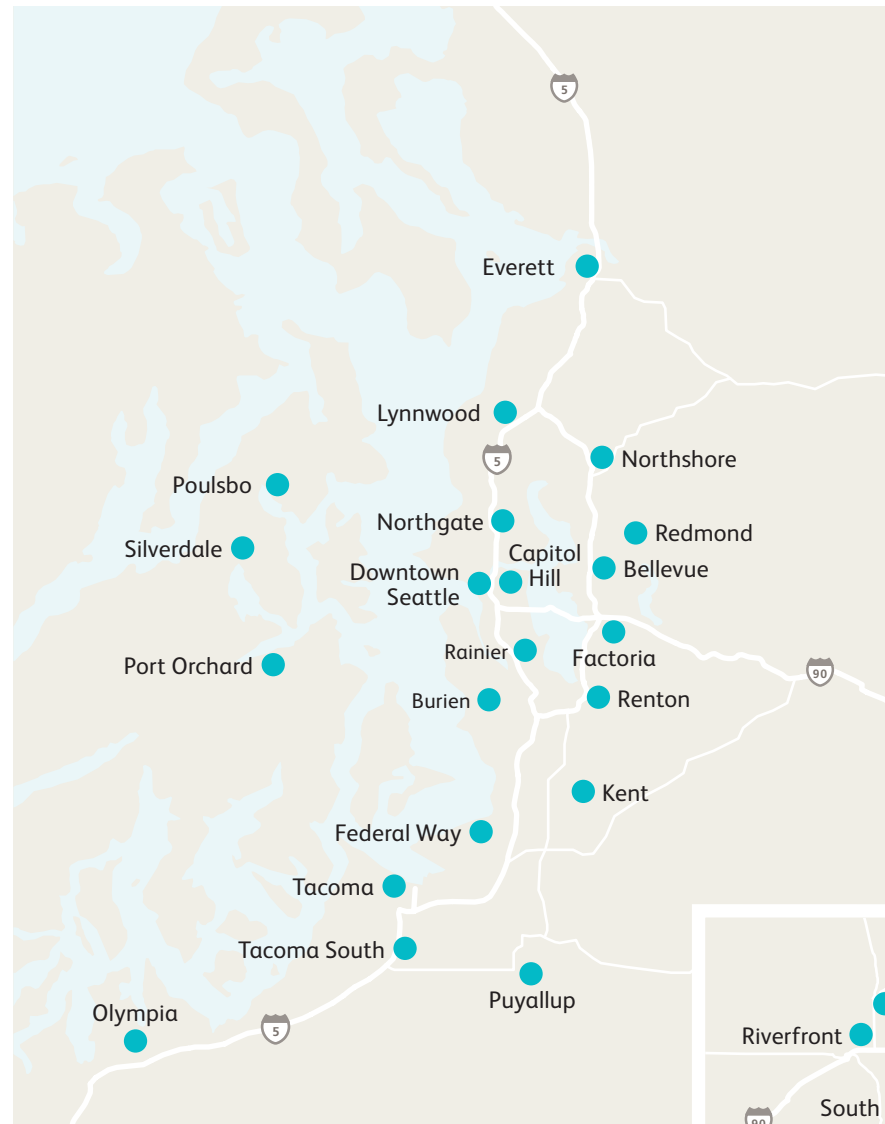 5
Everett
Lynnwood
5
Northshore
Poulsbo
Northgate
Redmond
Silverdale
Capitol
Hill
Downtown
Seattle
Bellevue
Rainier
Factoria
Port Orchard
90
Burien
Renton
Kent
Federal Way
Tacoma
Tacoma South
Puyallup
Olympia
5
Riverfront
South
90